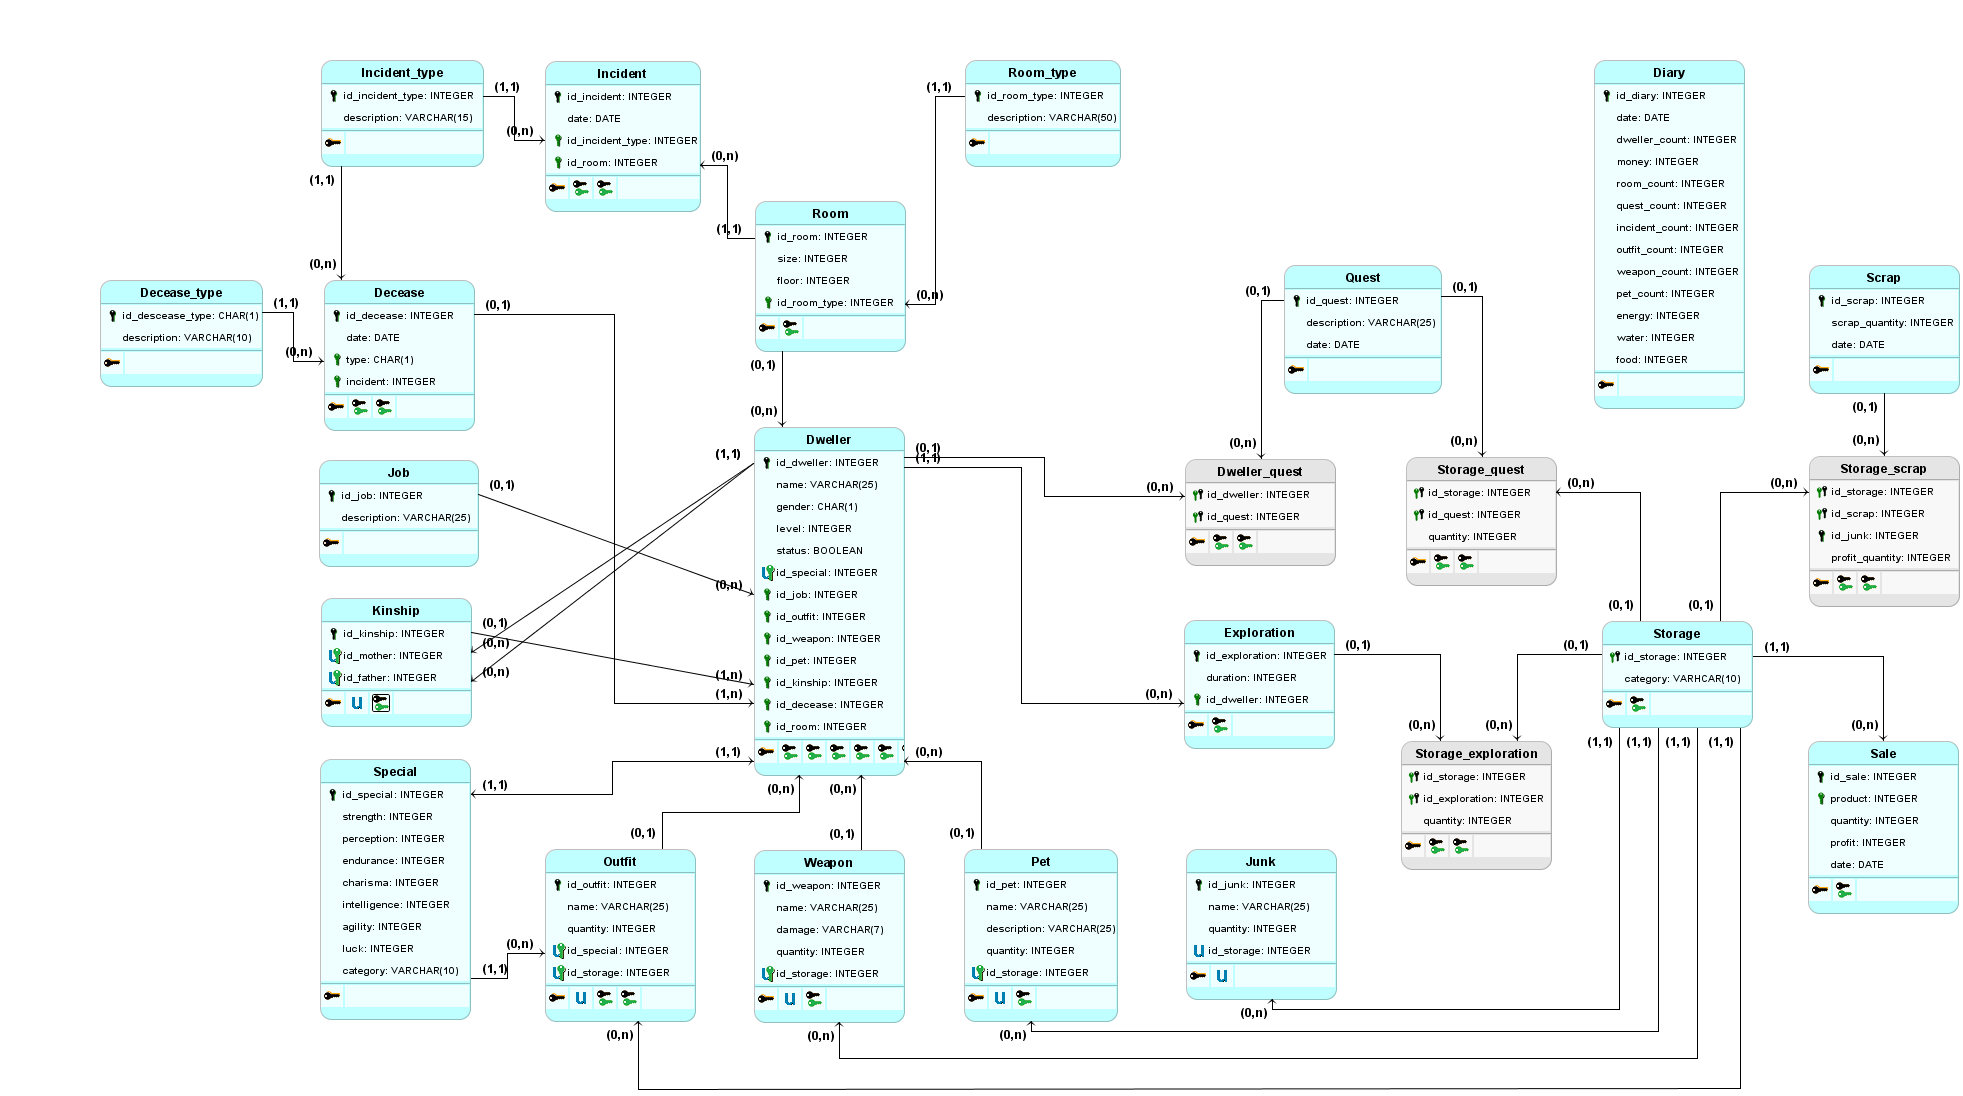 Incident_type
id_incident_type: INTEGER
description: VARCHAR(15)
(1,1)
(0,n)
(1,1)
(0,n)
Incident
id_incident: INTEGER
date: DATE
id_incident_type: INTEGER
id_room: INTEGER
(0,n)
(1,1)
Room_type
id_room_type: INTEGER
description: VARCHAR(50)
(1,1)
(0,n)
Room
id_room: INTEGER
size: INTEGER
floor: INTEGER
id_room_type: INTEGER
(0,1)
(0,n)
Diary
id_diary: INTEGER
date: DATE
dweller_count: INTEGER
money: INTEGER
room_count: INTEGER
quest_count: INTEGER
incident_count: INTEGER
outfit_count: INTEGER
weapon_count: INTEGER
pet_count: INTEGER
energy: INTEGER
water: INTEGER
food: INTEGER
Decease_type
id_descease_type: CHAR(1)
description: VARCHAR(10)
(1,1)
(0,n)
Decease
id_decease: INTEGER
date: DATE
type: CHAR(1)
incident: INTEGER
(0,1)
Quest
id_quest: INTEGER
description: VARCHAR(25)
date: DATE
(0,1)
(0,1)
(0,n)
(0,n)
Scrap
id_scrap: INTEGER
scrap_quantity: INTEGER
date: DATE
(0,1)
(0,n)
Job
id_job: INTEGER
description: VARCHAR(25)
(0,1)
Dweller
id_dweller: INTEGER
name: VARCHAR(25)
gender: CHAR(1)
level: INTEGER
status: BOOLEAN
id_special: INTEGER
id_job: INTEGER
id_outfit: INTEGER
id_weapon: INTEGER
id_pet: INTEGER
id_kinship: INTEGER
id_decease: INTEGER
id_room: INTEGER
(1,1)
(0,n)
(1,n)
(1,n)
(1,1)
(0,1)
(1,1)
(0,n)
(0,n)
(0,n)
(0,n)
(0,n)
Dweller_quest
id_dweller: INTEGER
id_quest: INTEGER
Storage_quest
id_storage: INTEGER
id_quest: INTEGER
quantity: INTEGER
(0,n)
(0,n)
Storage_scrap
id_storage: INTEGER
id_scrap: INTEGER
id_junk: INTEGER
profit_quantity: INTEGER
Kinship
id_kinship: INTEGER
id_mother: INTEGER
id_father: INTEGER
(0,1)
(0,n)
(0,n)
Exploration
id_exploration: INTEGER
duration: INTEGER
id_dweller: INTEGER
(0,1)
(0,n)
Storage
id_storage: INTEGER
category: VARHCAR(10)
(0,1)
(0,1)
(0,1)
(0,n)
(1,1)
(0,n)
(1,1)
(1,1)
(1,1)
(1,1)
Special
id_special: INTEGER
strength: INTEGER
perception: INTEGER
endurance: INTEGER
charisma: INTEGER
intelligence: INTEGER
agility: INTEGER
luck: INTEGER
category: VARCHAR(10)
(1,1)
(1,1)
(0,n)
Storage_exploration
id_storage: INTEGER
id_exploration: INTEGER
quantity: INTEGER
Sale
id_sale: INTEGER
product: INTEGER
quantity: INTEGER
profit: INTEGER
date: DATE
(0,1)
(0,1)
(0,1)
Outfit
id_outfit: INTEGER
name: VARCHAR(25)
quantity: INTEGER
id_special: INTEGER
id_storage: INTEGER
(0,n)
Weapon
id_weapon: INTEGER
name: VARCHAR(25)
damage: VARCHAR(7)
quantity: INTEGER
id_storage: INTEGER
(0,n)
Pet
id_pet: INTEGER
name: VARCHAR(25)
description: VARCHAR(25)
quantity: INTEGER
id_storage: INTEGER
(0,n)
Junk
id_junk: INTEGER
name: VARCHAR(25)
quantity: INTEGER
id_storage: INTEGER
(0,n)